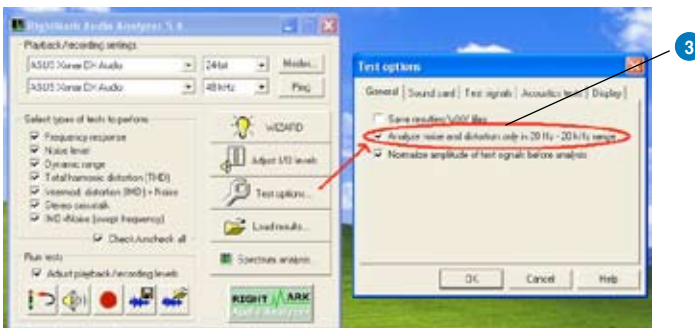 RightMark Audio Analyzer 5.4
Playback/recording settings
ASUS Xonar DX Audio
24-bit
Modes...
ASUS Xonar DX Audio
48 kHz
Ping
Select types of tests to perform
Frequency response
Noise level
Dynamic range
Total harmonic distortion (THD)
Intermod. distortion (IMD) + Noise
Stereo crosstalk
IMD+Noise (swept frequency)
Check/uncheck all
Run tests
Adjust playback/recording levels
WIZARD
Adjust I/O levels
Test options...
Load results...
Spectrum analysis...
RIGHT MARK
Audio Analyzer
Test options
General
Sound card
Test signals
Acoustics tests
Display
Save resulting WAV files
Analyze noise and distortion only in 20 Hz - 20 kHz range
Normalize amplitude of test signals before analysis
OK
Cancel
Help
3